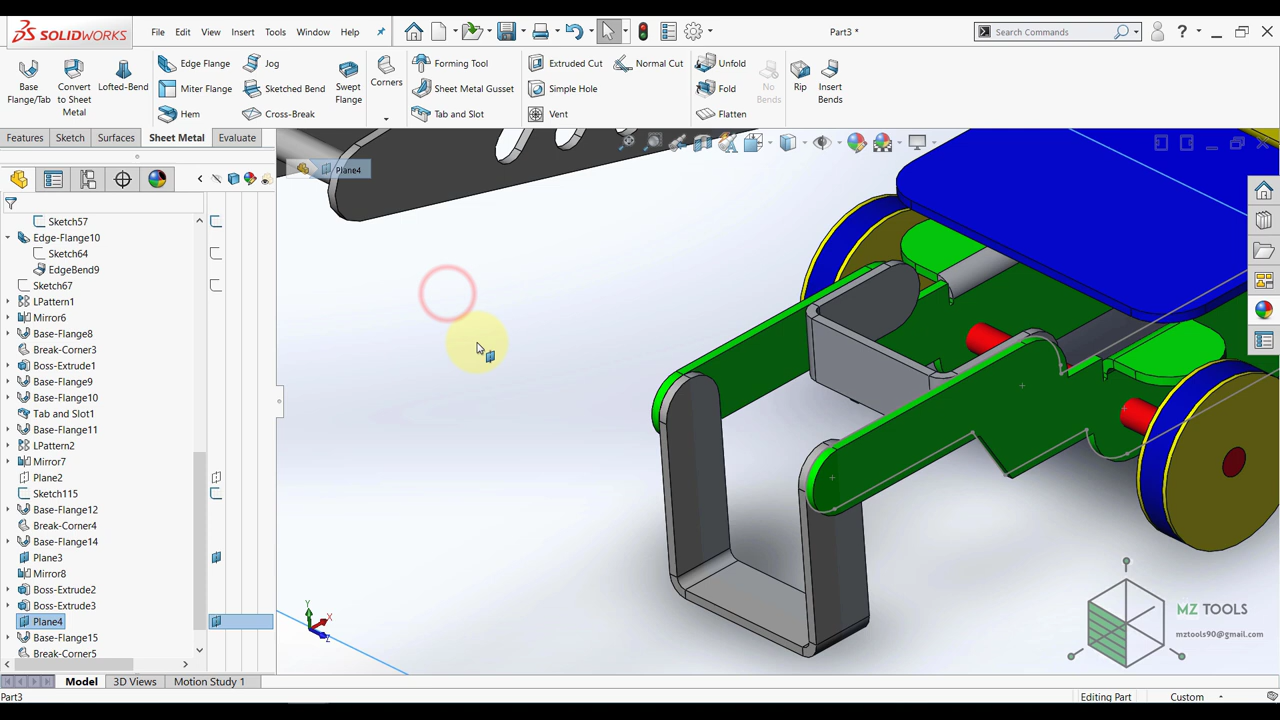 SOLIDWORKS
File Edit View Insert Tools Window Help
Part3 *
Search Commands
Base Flange/Tab
Convert to Sheet Metal
Lofted-Bend
Edge Flange
Miter Flange
Hem
Jog
Sketched Bend
Cross-Break
Swept Flange
Corners
Forming Tool
Sheet Metal Gusset
Tab and Slot
Extruded Cut
Simple Hole
Vent
Normal Cut
Unfold
Fold
Flatten
No Bends
Rip
Insert Bends
Features Sketch Surfaces Sheet Metal Evaluate
Plane4
Sketch57
Edge-Flange10
Sketch64
EdgeBend9
Sketch67
LPattern1
Mirror6
Base-Flange8
Break-Corner3
Boss-Extrude1
Base-Flange9
Base-Flange10
Tab and Slot1
Base-Flange11
LPattern2
Mirror7
Plane2
Sketch115
Base-Flange12
Break-Corner4
Base-Flange14
Plane3
Mirror8
Boss-Extrude2
Boss-Extrude3
Plane4
Base-Flange15
Break-Corner5
Y
X
Z
MZ TOOLS
mztools90@gmail.com
Model 3D Views Motion Study 1
Part3
Editing Part Custom